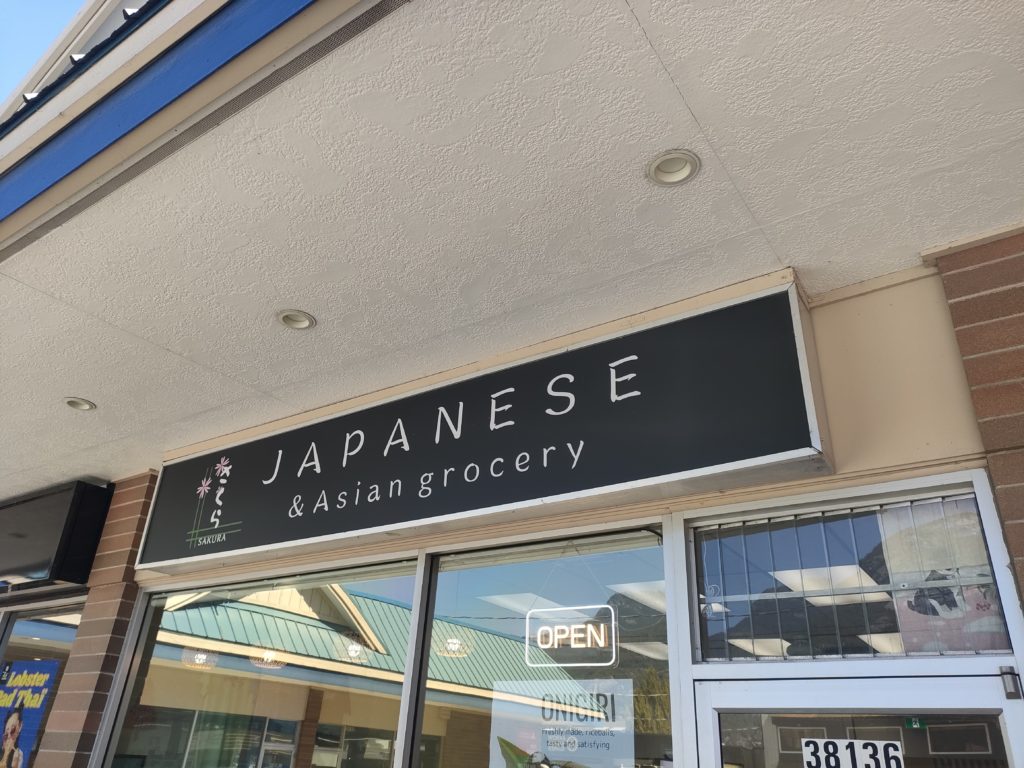 JAPANESE
& Asian grocery
さくら
SAKURA
OPEN
ONIGIRI
Freshly made, riceballs,
tasty and satisfying
38136
Lobster
Pad Thai